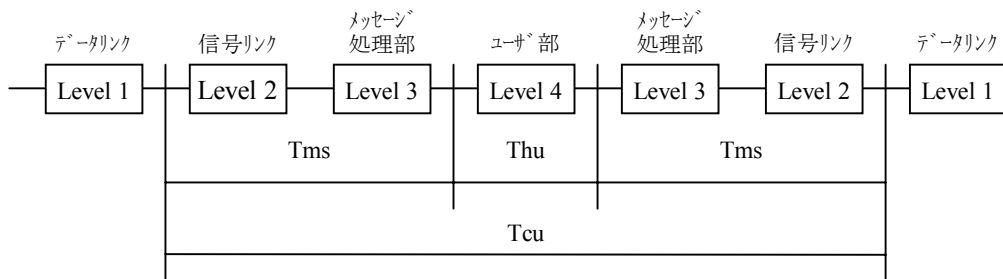 メッセージ メッセージ
データリンク 信号リンク 処理部 ユーザ部 処理部 信号リンク データリンク
Level 1 Level 2 Level 3 Level 4 Level 3 Level 2 Level 1
Tms Thu Tms
Tcu